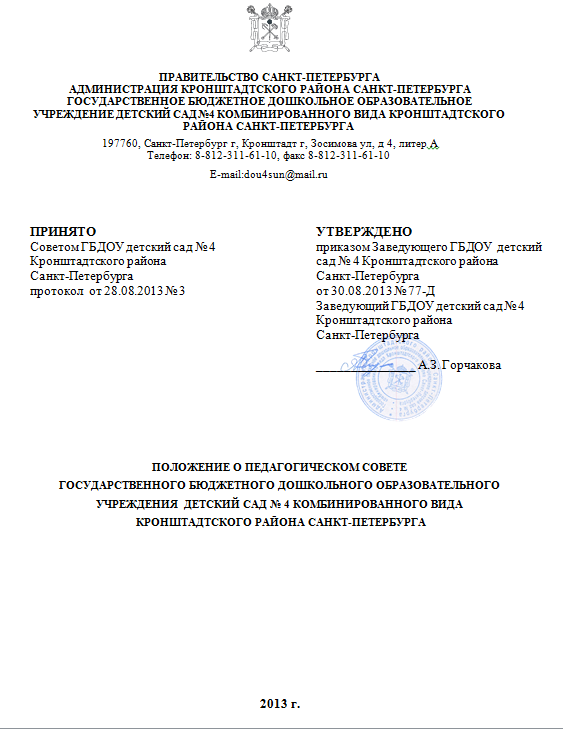 ПРАВИТЕЛЬСТВО САНКТ-ПЕТЕРБУРГА
АДМИНИСТРАЦИЯ КРОНШТАДТСКОГО РАЙОНА САНКТ-ПЕТЕРБУРГА
ГОСУДАРСТВЕННОЕ БЮДЖЕТНОЕ ДОШКОЛЬНОЕ ОБРАЗОВАТЕЛЬНОЕ
УЧРЕЖДЕНИЕ ДЕТСКИЙ САД №4 КОМБИНИРОВАННОГО ВИДА КРОНШТАДТСКОГО
РАЙОНА САНКТ-ПЕТЕРБУРГА
197760, Санкт-Петербург г, Кронштадт г, Зосимова ул, д 4, литер А
Телефон: 8-812-311-61-10, факс 8-812-311-61-10
E-mail:dou4sun@mail.ru
ПРИНЯТО
Советом ГБДОУ детский сад № 4
Кронштадтского района
Санкт-Петербурга
протокол от 28.08.2013 № 3
УТВЕРЖДЕНО
приказом Заведующего ГБДОУ детский
сад № 4 Кронштадтского района
Санкт-Петербурга
от 30.08.2013 № 77-Д
Заведующий ГБДОУ детский сад № 4
Кронштадтского района
Санкт-Петербурга
________________ А.З. Горчакова
ПОЛОЖЕНИЕ О ПЕДАГОГИЧЕСКОМ СОВЕТЕ
ГОСУДАРСТВЕННОГО БЮДЖЕТНОГО ДОШКОЛЬНОГО ОБРАЗОВАТЕЛЬНОГО
УЧРЕЖДЕНИЯ ДЕТСКИЙ САД № 4 КОМБИНИРОВАННОГО ВИДА
КРОНШТАДТСКОГО РАЙОНА САНКТ-ПЕТЕРБУРГА
2013 г.